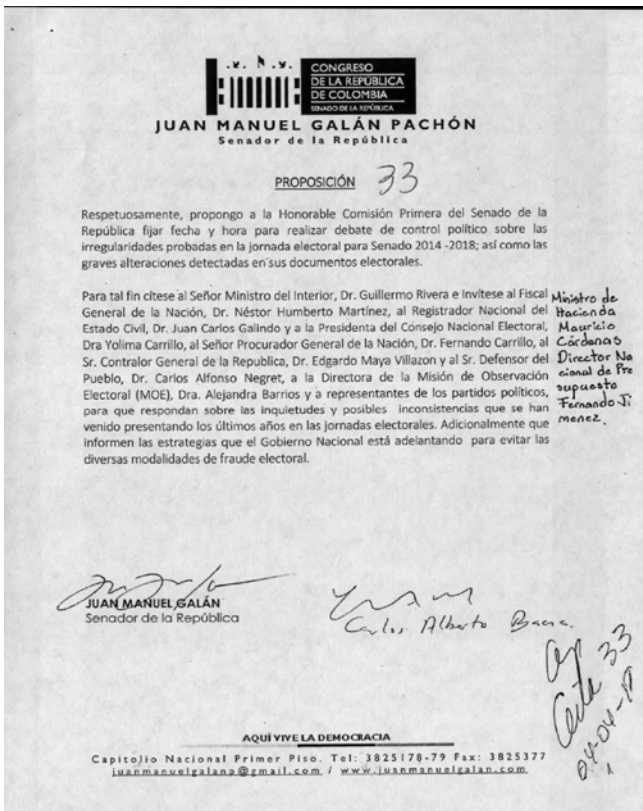 CONGRESO
DE LA REPÚBLICA
DE COLOMBIA
SENADO DE LA REPÚBLICA
JUAN MANUEL GALÁN PACHÓN
Senador de la República
PROPOSICIÓN 33
Respetuosamente, propongo a la Honorable Comisión Primera del Senado de la
República fijar fecha y hora para realizar debate de control político sobre las
irregularidades probadas en la jornada electoral para Senado 2014 -2018; así como las
graves alteraciones detectadas en sus documentos electorales.
Para tal fin cítese al Señor Ministro del Interior, Dr. Guillermo Rivera e Invítese al Fiscal
General de la Nación, Dr. Néstor Humberto Martínez, al Registrador Nacional del
Estado Civil, Dr. Juan Carlos Galindo y a la Presidenta del Consejo Nacional Electoral,
Dra Yolima Carrillo, al Señor Procurador General de la Nación, Dr. Fernando Carrillo, al
Sr. Contralor General de la Republica, Dr. Edgardo Maya Villazon y al Sr. Defensor del
Pueblo, Dr. Carlos Alfonso Negret, a la Directora de la Misión de Observación
Electoral (MOE), Dra. Alejandra Barrios y a representantes de los partidos políticos,
para que respondan sobre las inquietudes y posibles inconsistencias que se han
venido presentando los últimos años en las jornadas electorales. Adicionalmente que
informen las estrategias que el Gobierno Nacional está adelantando para evitar las
diversas modalidades de fraude electoral.
Ministro de
Hacienda
Mauricio
Cárdenas
Director Na
cional de Pre
supuesto
Fernando Ji
menez.
JUAN MANUEL GALÁN
Senador de la República
Carlos Alberto Baena.
Acta 33
04-04-18
AQUÍ VIVE LA DEMOCRACIA
Capitolio Nacional Primer Piso. Tel: 3825178-79 Fax: 3825377
juanmanuelgalanp@gmail.com / www.juanmanuelgalan.com